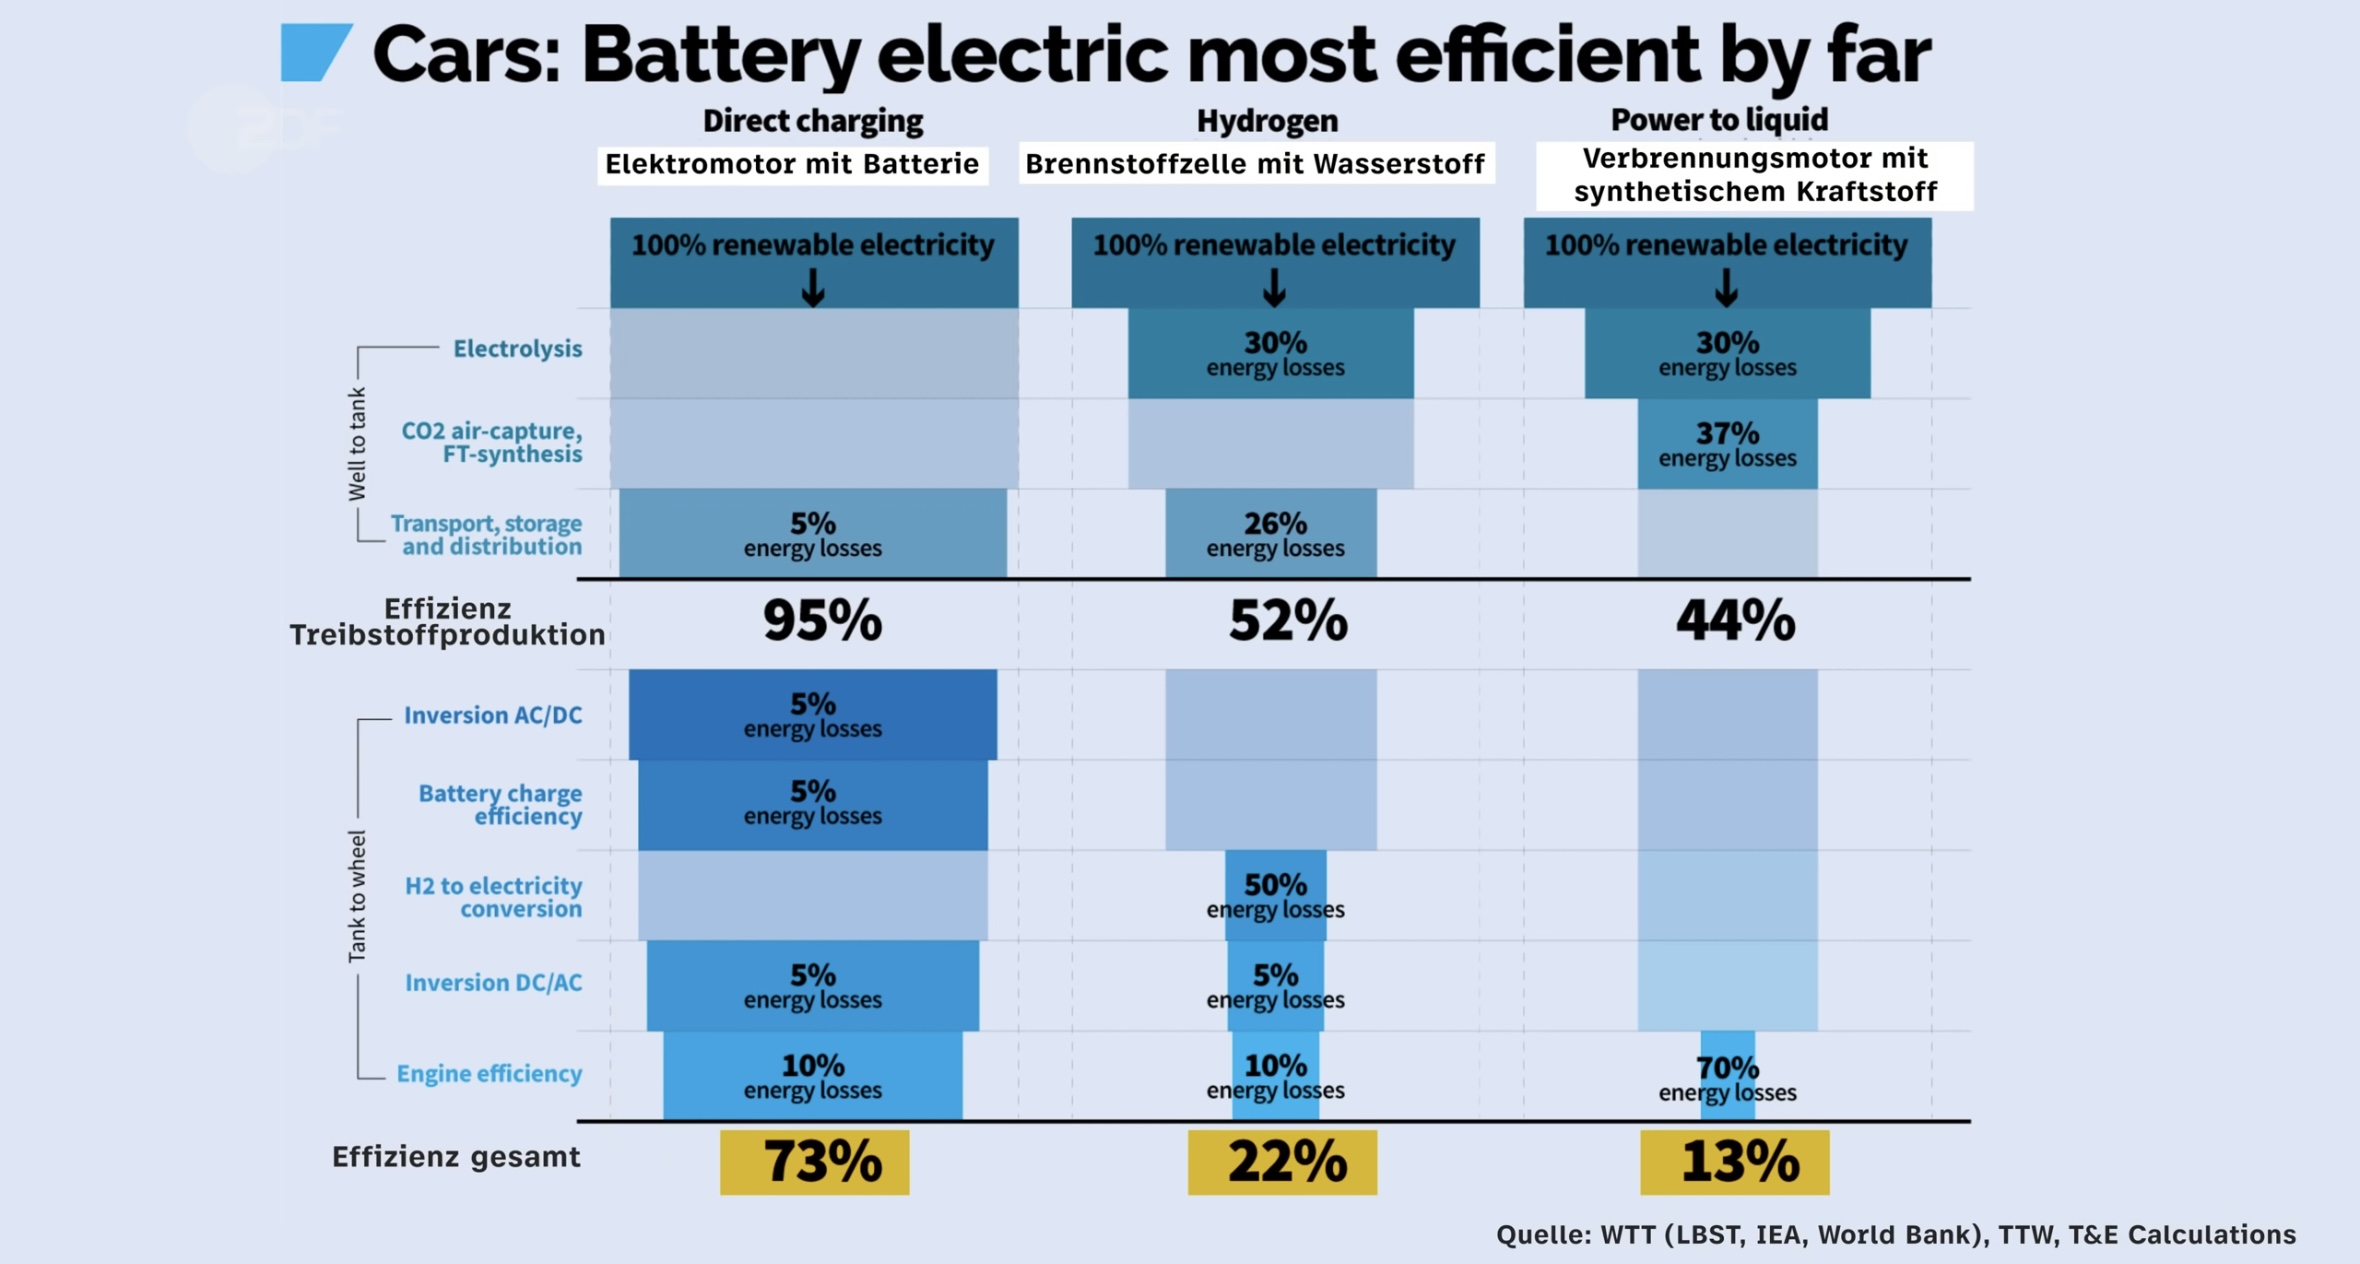 Cars: Battery electric most efficient by far
ZDF
Direct charging
Hydrogen
Power to liquid
Elektromotor mit Batterie
Brennstoffzelle mit Wasserstoff
Verbrennungsmotor mit
synthetischem Kraftstoff
100% renewable electricity
100% renewable electricity
100% renewable electricity
Well to tank
Electrolysis
30%
energy losses
30%
energy losses
CO2 air-capture,
FT-synthesis
37%
energy losses
Transport, storage
and distribution
5%
energy losses
26%
energy losses
Effizienz
Treibstoffproduktion
95%
52%
44%
Tank to wheel
Inversion AC/DC
5%
energy losses
Battery charge
efficiency
5%
energy losses
H2 to electricity
conversion
50%
energy losses
Inversion DC/AC
5%
energy losses
5%
energy losses
Engine efficiency
10%
energy losses
10%
energy losses
70%
energy losses
Effizienz gesamt
73%
22%
13%
Quelle: WTT (LBST, IEA, World Bank), TTW, T&E Calculations